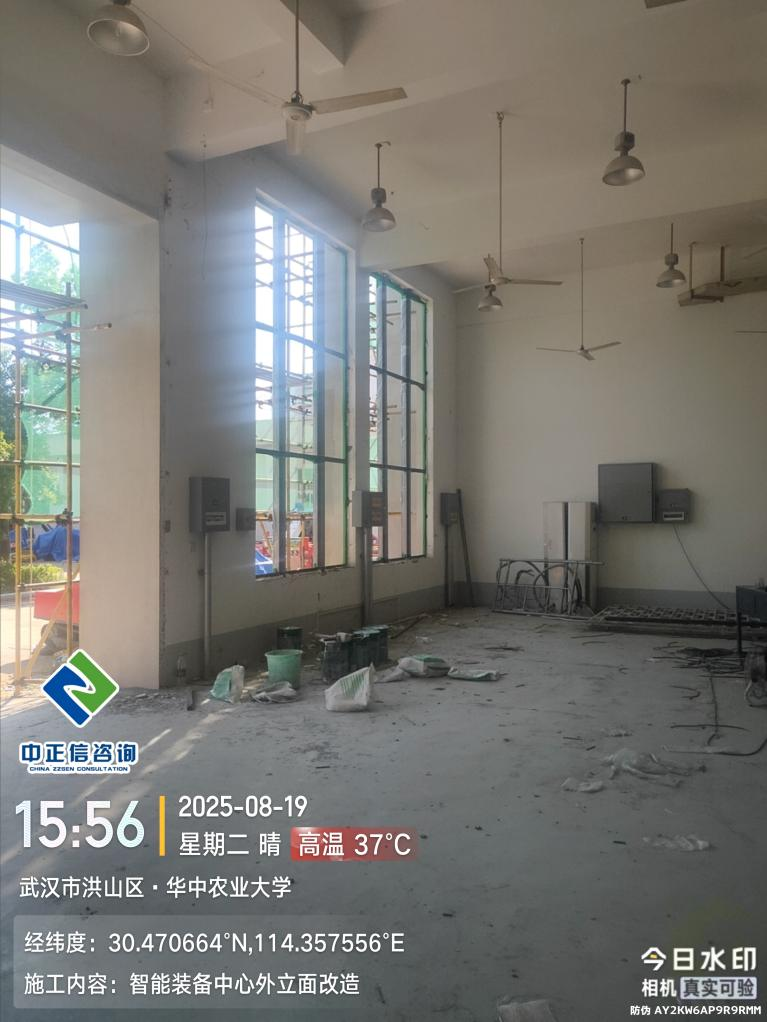 中正信咨询
CHINA ZZSEN CONSULTATION
15:56
2025-08-19
星期二 晴 高温 37°C
武汉市洪山区·华中农业大学
经纬度：30.470664°N,114.357556°E
施工内容：智能装备中心外立面改造
今日水印
相机 真实可验
防伪 AY2KW6AP9R9RMM